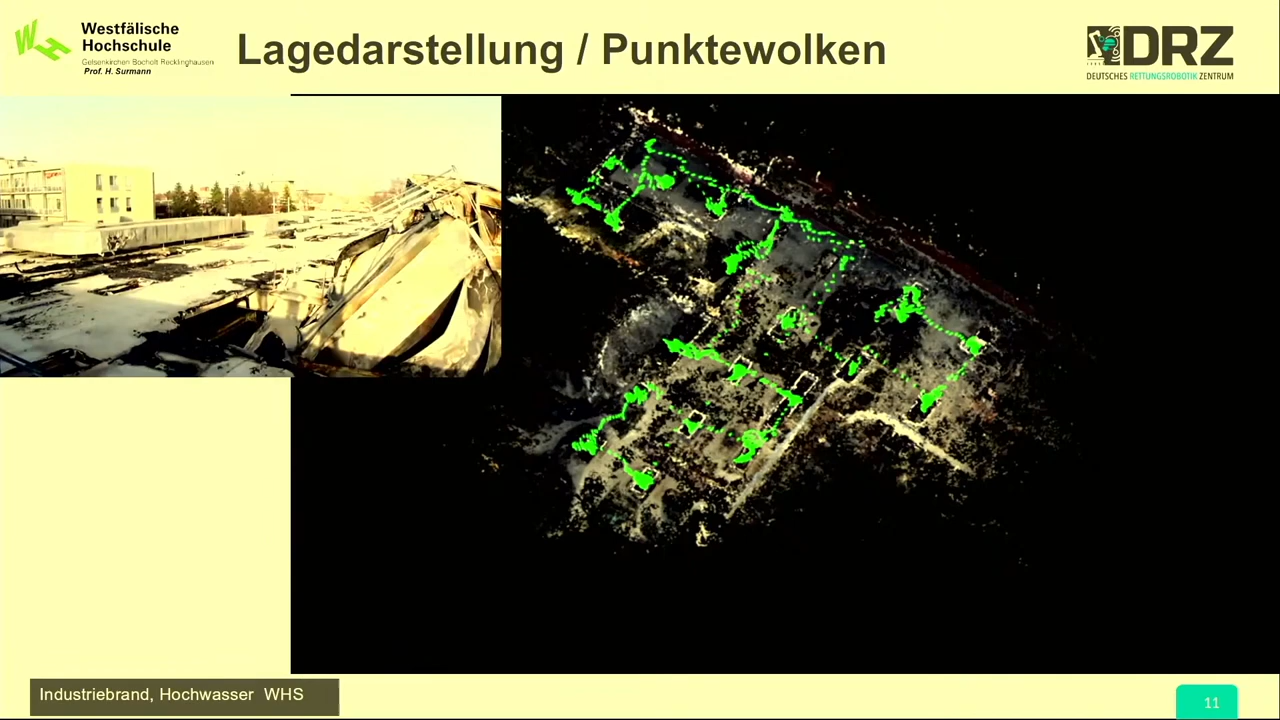 Westfälische
Hochschule
Gelsenkirchen Bocholt Recklinghausen
Prof. H. Surmann
Lagedarstellung / Punktewolken
DRZ
DEUTSCHES RETTUNGSROBOTIK ZENTRUM
Industriebrand, Hochwasser  WHS
11